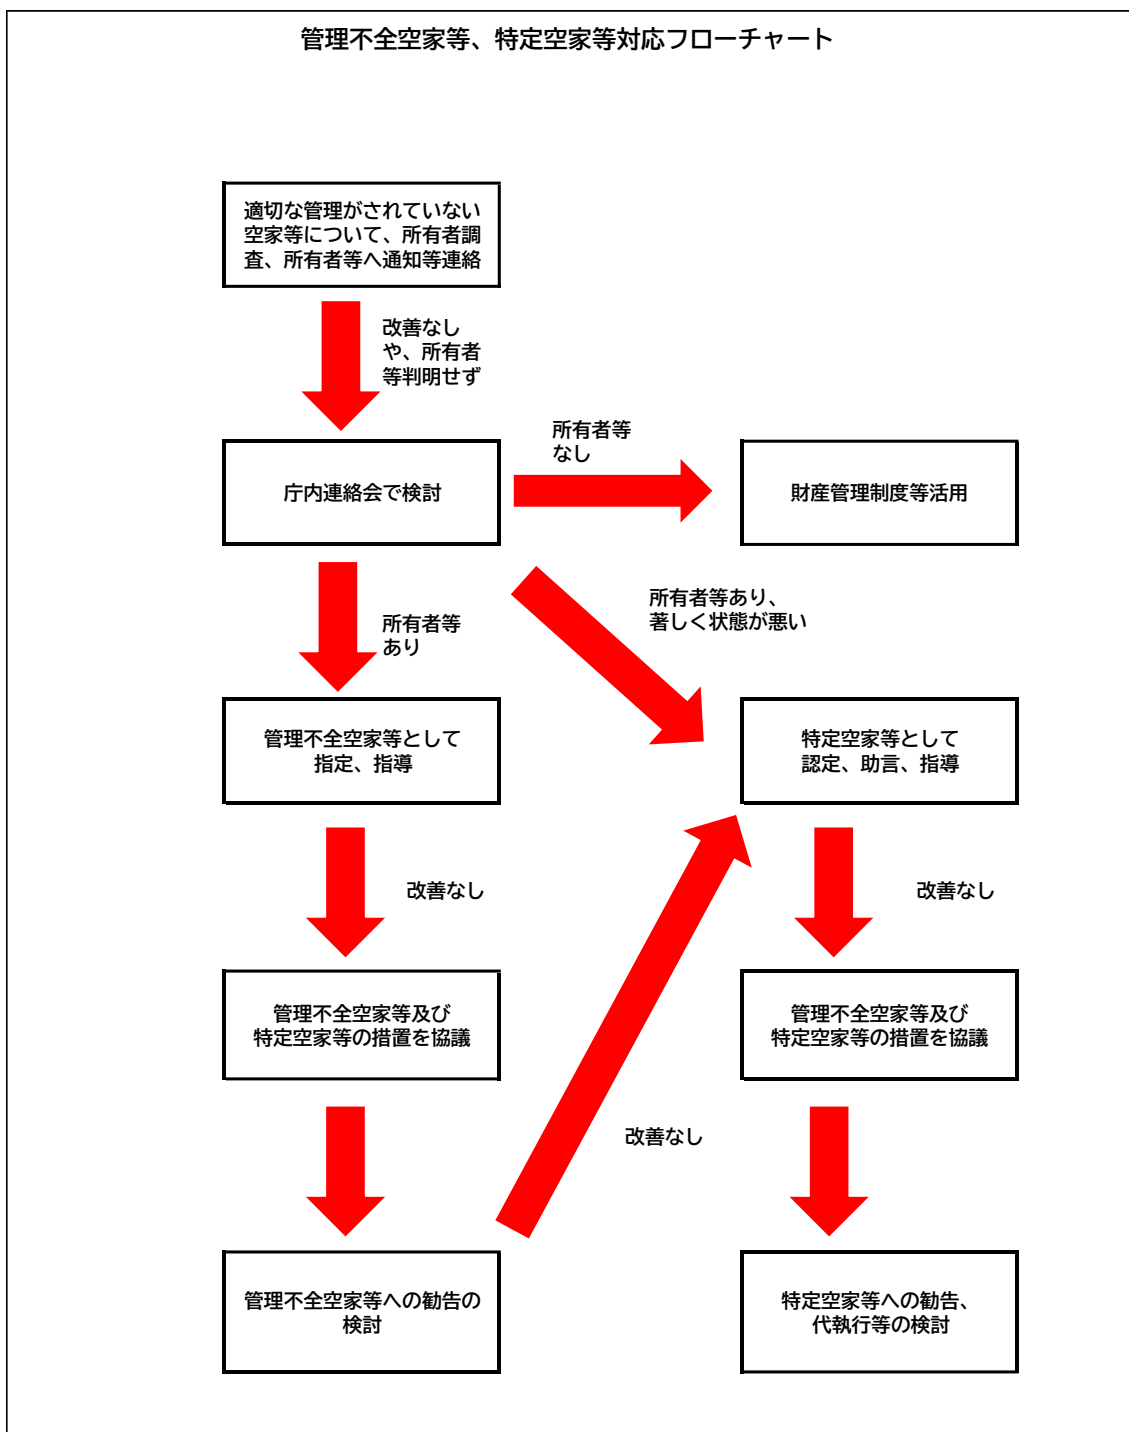 管理不全空家等、特定空家等対応フローチャート
適切な管理がされていない
空家等について、所有者調
査、所有者等へ通知等連絡
改善なし
や、所有者
等判明せず
庁内連絡会で検討
所有者等
なし
財産管理制度等活用
所有者等
あり
所有者等あり、
著しく状態が悪い
管理不全空家等として
指定、指導
特定空家等として
認定、助言、指導
改善なし
改善なし
管理不全空家等及び
特定空家等の措置を協議
管理不全空家等及び
特定空家等の措置を協議
改善なし
管理不全空家等への勧告の
検討
特定空家等への勧告、
代執行等の検討